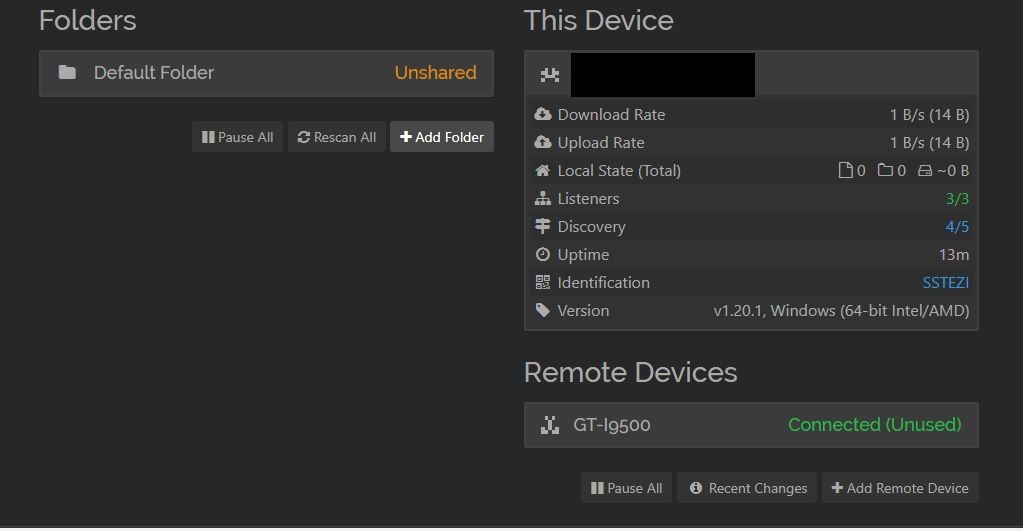 Folders
Default Folder Unshared
Pause All Rescan All Add Folder
This Device
Download Rate 1 B/s (14 B)
Upload Rate 1 B/s (14 B)
Local State (Total) 0 0 ~0 B
Listeners 3/3
Discovery 4/5
Uptime 13m
Identification SSTEZI
Version v1.20.1, Windows (64-bit Intel/AMD)
Remote Devices
GT-I9500 Connected (Unused)
Pause All Recent Changes Add Remote Device